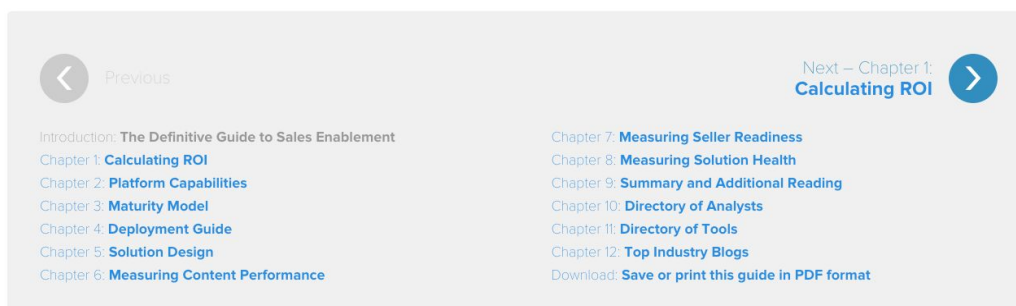 Previous
Next – Chapter 1:
Calculating ROI
Introduction: The Definitive Guide to Sales Enablement
Chapter 1: Calculating ROI
Chapter 2: Platform Capabilities
Chapter 3: Maturity Model
Chapter 4: Deployment Guide
Chapter 5: Solution Design
Chapter 6: Measuring Content Performance
Chapter 7: Measuring Seller Readiness
Chapter 8: Measuring Solution Health
Chapter 9: Summary and Additional Reading
Chapter 10: Directory of Analysts
Chapter 11: Directory of Tools
Chapter 12: Top Industry Blogs
Download: Save or print this guide in PDF format